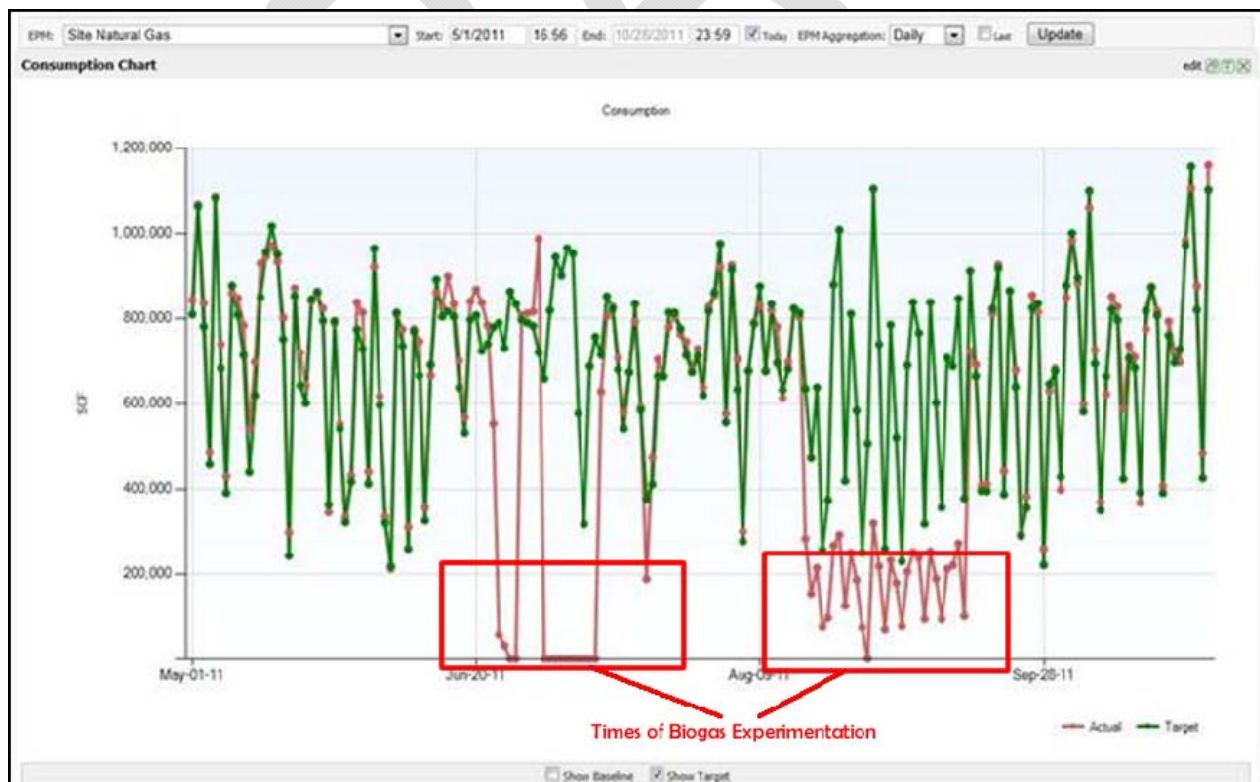 EPM: Site Natural Gas Start: 5/1/2011 16:56 End: 10/28/2011 23:59 Today EPM Aggregation: Daily Last Update
Consumption Chart edit
Consumption
1,200,000
1,000,000
800,000
600,000
400,000
200,000
SCF
May-01-11 Jun-20-11 Aug-09-11 Sep-28-11
Times of Biogas Experimentation
Actual Target
Show Baseline Show Target